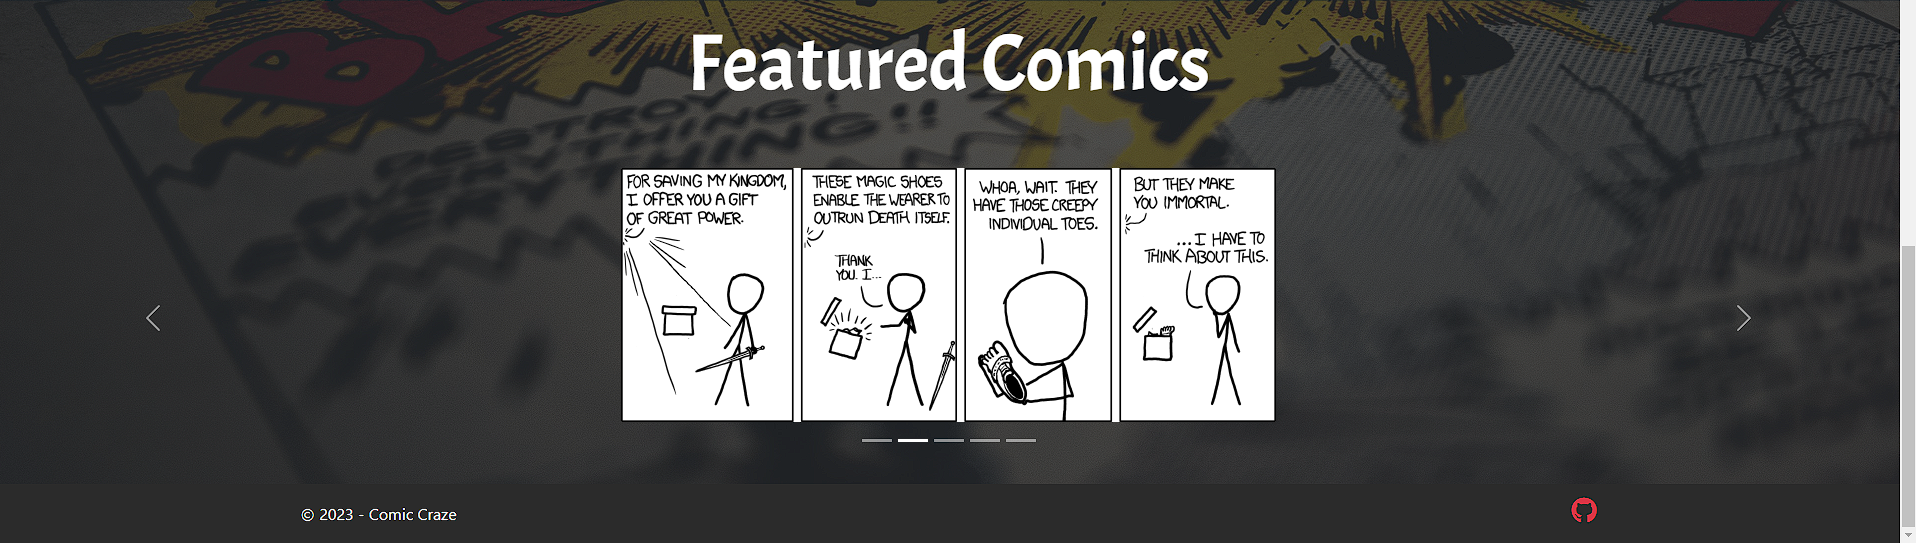 Featured Comics
DESTROY
EVERYTHING!!
FOR SAVING MY KINGDOM,
I OFFER YOU A GIFT
OF GREAT POWER.
THESE MAGIC SHOES
ENABLE THE WEARER TO
OUTRUN DEATH ITSELF.
THANK
YOU. I...
WHOA, WAIT. THEY
HAVE THOSE CREEPY
INDIVIDUAL TOES.
BUT THEY MAKE
YOU IMMORTAL.
...I HAVE TO
THINK ABOUT THIS.
© 2023 - Comic Craze